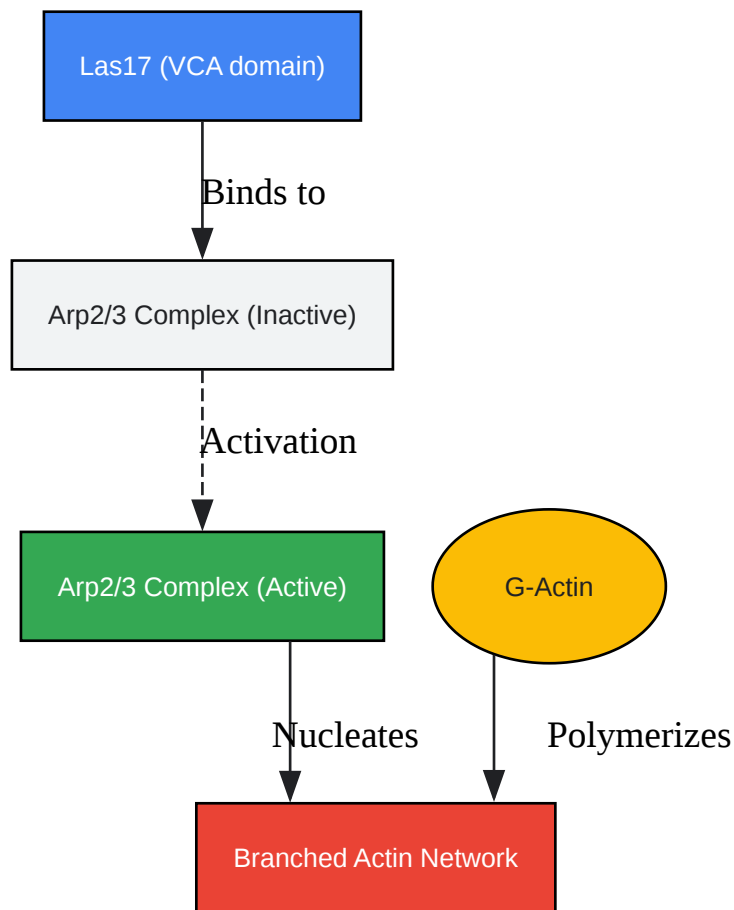 Las17 (VCA domain)
Binds to
Arp2/3 Complex (Inactive)
Activation
Arp2/3 Complex (Active)
G-Actin
Nucleates
Polymerizes
Branched Actin Network